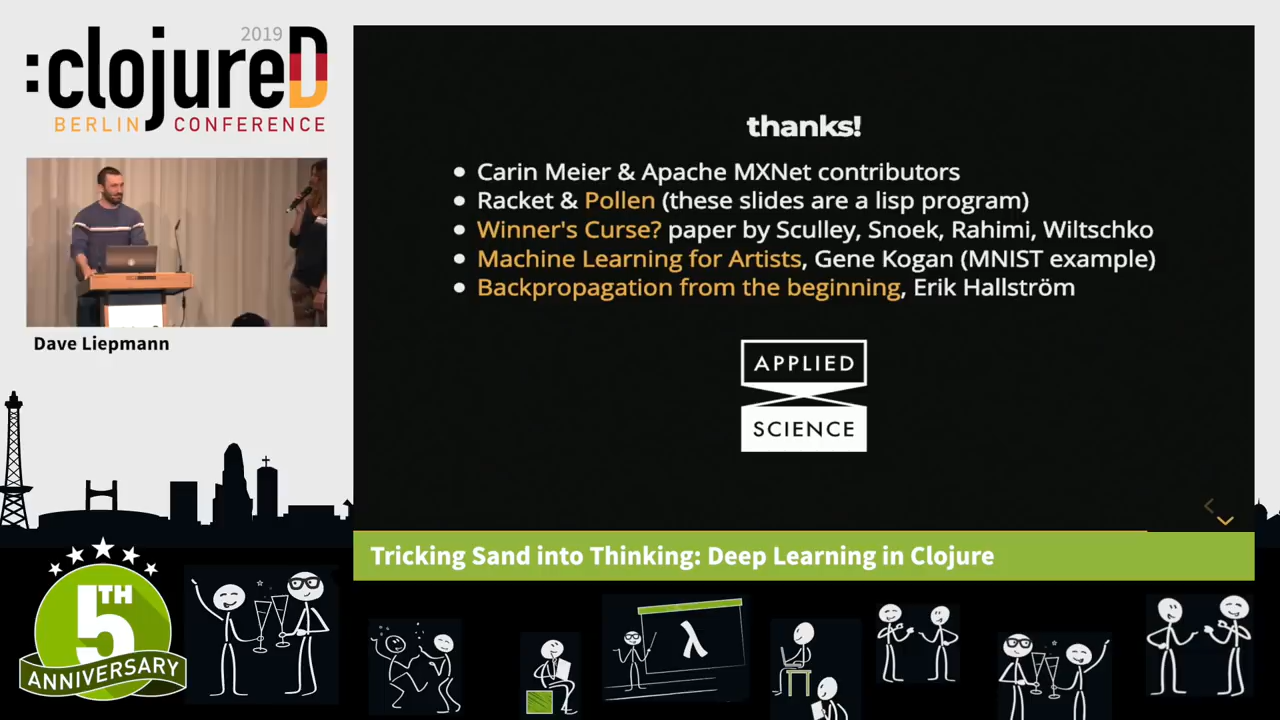 2019
:clojureD
BERLIN CONFERENCE
Dave Liepmann
thanks!
Carin Meier & Apache MXNet contributors
Racket & Pollen (these slides are a lisp program)
Winner's Curse? paper by Sculley, Snoek, Rahimi, Wiltschko
Machine Learning for Artists, Gene Kogan (MNIST example)
Backpropagation from the beginning, Erik Hallström
APPLIED
SCIENCE
Tricking Sand into Thinking: Deep Learning in Clojure
5TH
ANNIVERSARY
λ